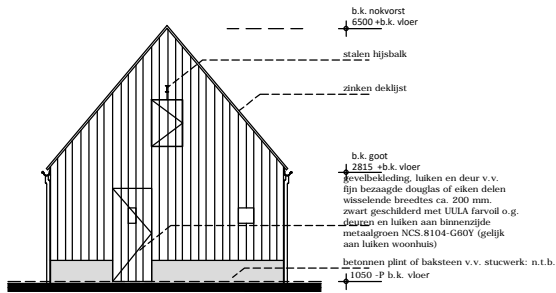 b.k. nokvorst
6500 +b.k. vloer
stalen hijsbalk
zinken deklijst
b.k. goot
2815 +b.k. vloer
gevelbekleding, luiken en deur v.v.
fijn bezaagde douglas of eiken delen
wisselende breedtes ca. 200 mm.
zwart geschilderd met UULA farvoil o.g.
deuren en luiken aan binnenzijde
metaalgroen NCS.8104-G60Y (gelijk
aan luiken woonhuis)
betonnen plint of baksteen v.v. stucwerk: n.t.b.
1050 -P b.k. vloer